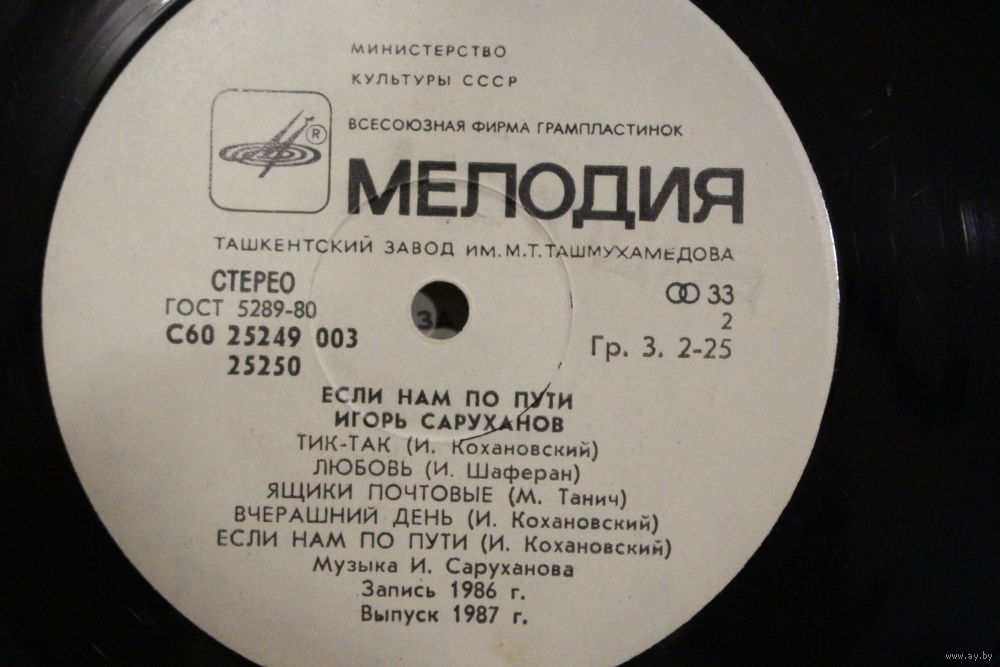 МИНИСТЕРСТВО
КУЛЬТУРЫ СССР
ВСЕСОЮЗНАЯ ФИРМА ГРАМПЛАСТИНОК
®
МЕЛОДИЯ
ТАШКЕНТСКИЙ ЗАВОД ИМ. М. Т. ТАШМУХАМЕДОВА
СТЕРЕО
ГОСТ 5289-80
С60 25249 003
25250
33
2
Гр. 3. 2-25
ЕСЛИ НАМ ПО ПУТИ
ИГОРЬ САРУХАНОВ
ТИК-ТАК (И. Кохановский)
ЛЮБОВЬ (И. Шаферан)
ЯЩИКИ ПОЧТОВЫЕ (М. Танич)
ВЧЕРАШНИЙ ДЕНЬ (И. Кохановский)
ЕСЛИ НАМ ПО ПУТИ (И. Кохановский)
Музыка И. Саруханова
Запись 1986 г.
Выпуск 1987 г.
www.ay.by